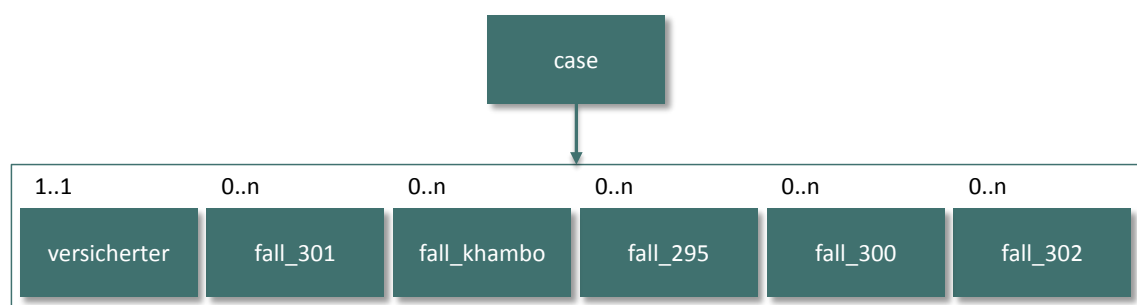 case
1..1 0..n 0..n 0..n 0..n 0..n
versicherter fall_301 fall_khambo fall_295 fall_300 fall_302